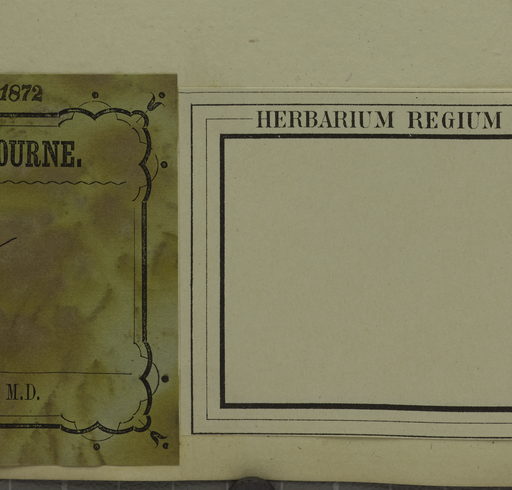 1872
OURNE.
M.D.
HERBARIUM REGIUM